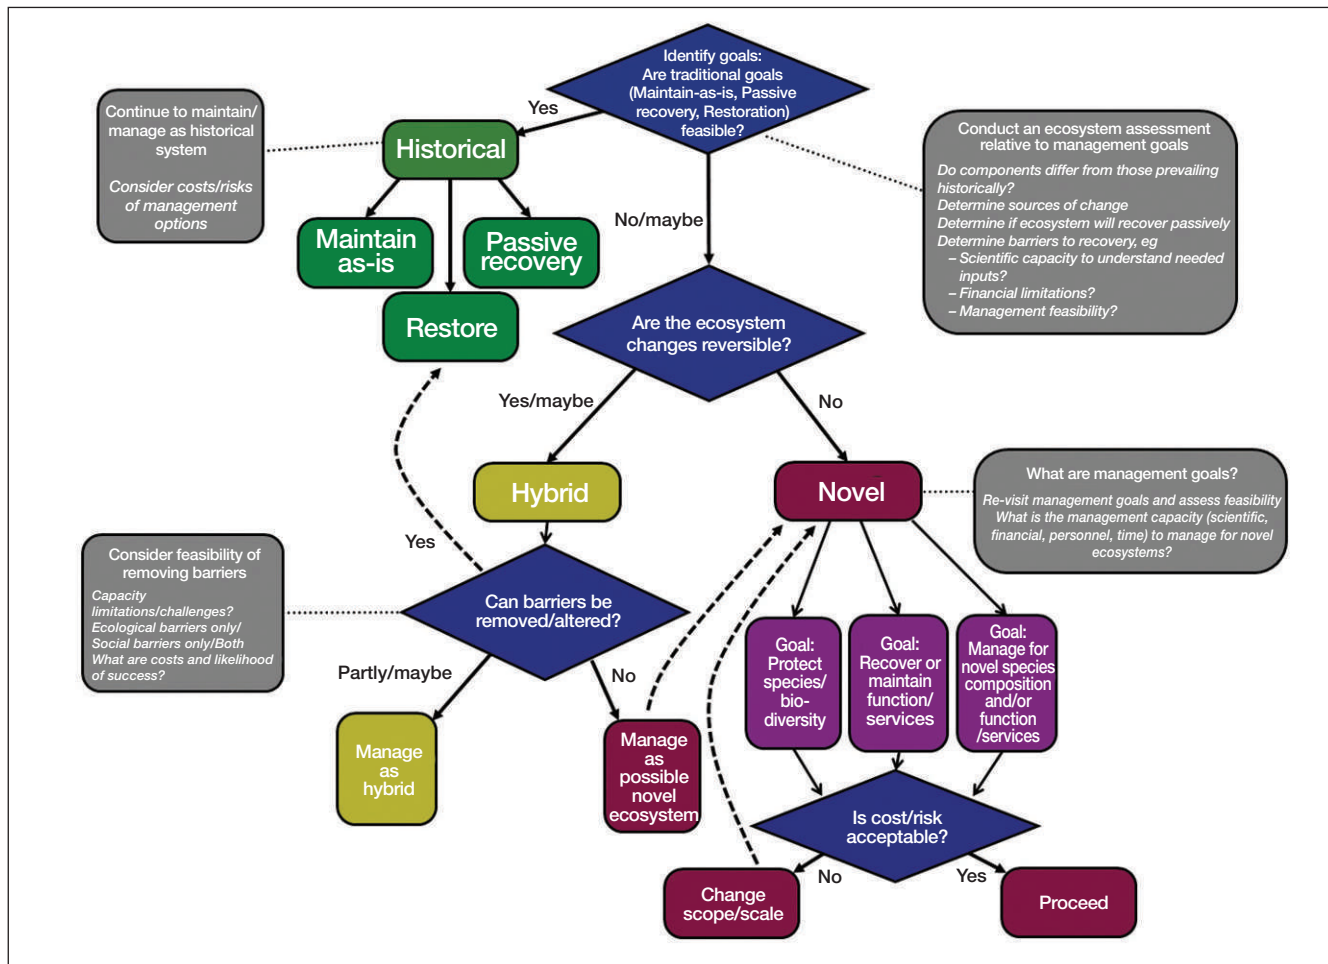 Identify goals:
Are traditional goals
(Maintain-as-is, Passive
recovery, Restoration)
feasible?
Yes
Continue to maintain/
manage as historical
system
Consider costs/risks
of management
options
Historical
Conduct an ecosystem assessment
relative to management goals
Do components differ from those prevailing
historically?
Determine sources of change
Determine if ecosystem will recover passively
Determine barriers to recovery, eg
– Scientific capacity to understand needed
inputs?
– Financial limitations?
– Management feasibility?
No/maybe
Maintain
as-is
Passive
recovery
Restore
Are the ecosystem
changes reversible?
Yes/maybe
No
Hybrid
Novel
What are management goals?
Re-visit management goals and assess feasibility
What is the management capacity (scientific,
financial, personnel, time) to manage for novel
ecosystems?
Yes
Consider feasibility of
removing barriers
Capacity
limitations/challenges?
Ecological barriers only/
Social barriers only/Both
What are costs and likelihood
of success?
Can barriers be
removed/altered?
Partly/maybe
No
Manage
as
hybrid
Manage
as
possible
novel
ecosystem
Goal:
Protect
species/
bio-
diversity
Goal:
Recover or
maintain
function/
services
Goal:
Manage for
novel species
composition
and/or
function
/services
Is cost/risk
acceptable?
No
Yes
Change
scope/scale
Proceed